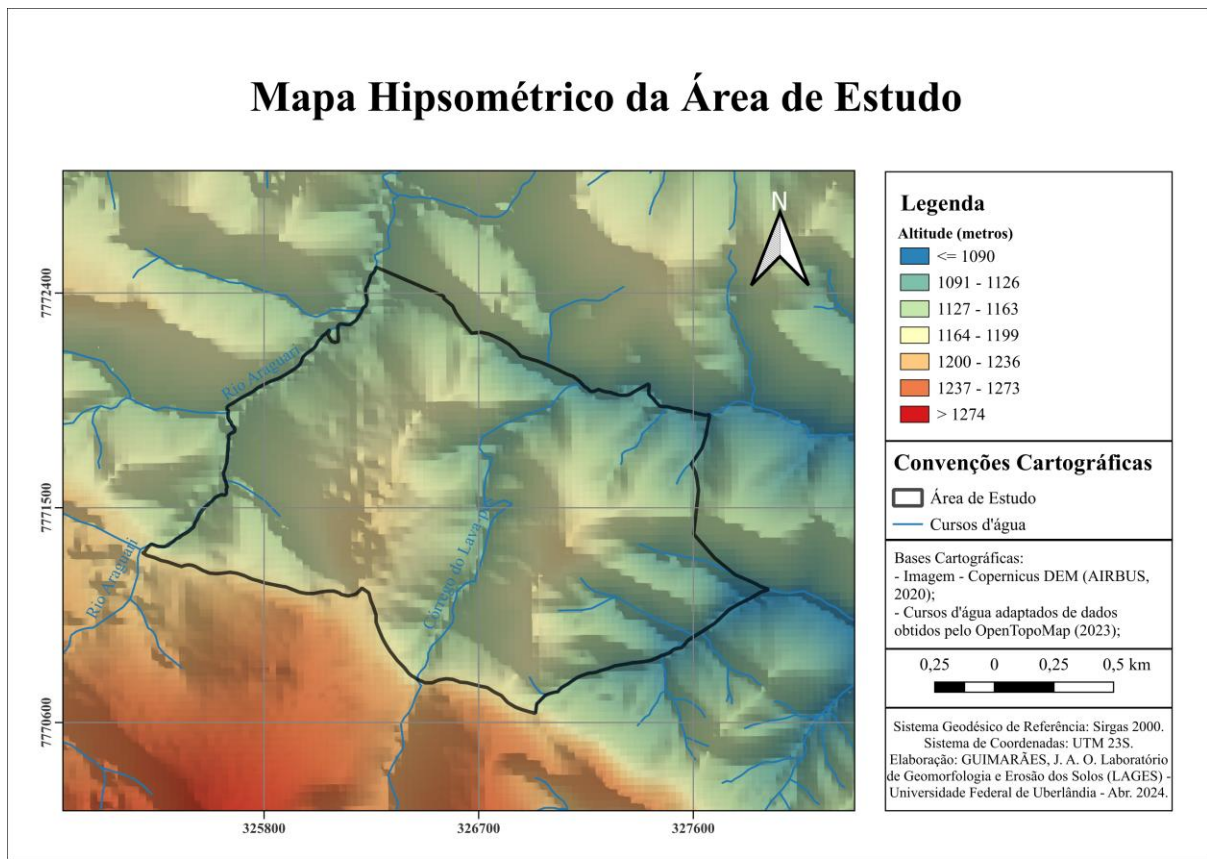 Mapa Hipsométrico da Área de Estudo
N
7772400
7771500
7770600
325800
326700
327600
Rio Araguari
Rio Araguari
Córrego do Lava-pés
Legenda
Altitude (metros)
<= 1090
1091 - 1126
1127 - 1163
1164 - 1199
1200 - 1236
1237 - 1273
> 1274
Convenções Cartográficas
Área de Estudo
Cursos d'água
Bases Cartográficas:
- Imagem - Copernicus DEM (AIRBUS,
2020);
- Cursos d'água adaptados de dados
obtidos pelo OpenTopoMap (2023);
0,25 0 0,25 0,5 km
Sistema Geodésico de Referência: Sirgas 2000.
Sistema de Coordenadas: UTM 23S.
Elaboração: GUIMARÃES, J. A. O. Laboratório
de Geomorfologia e Erosão dos Solos (LAGES) -
Universidade Federal de Uberlândia - Abr. 2024.